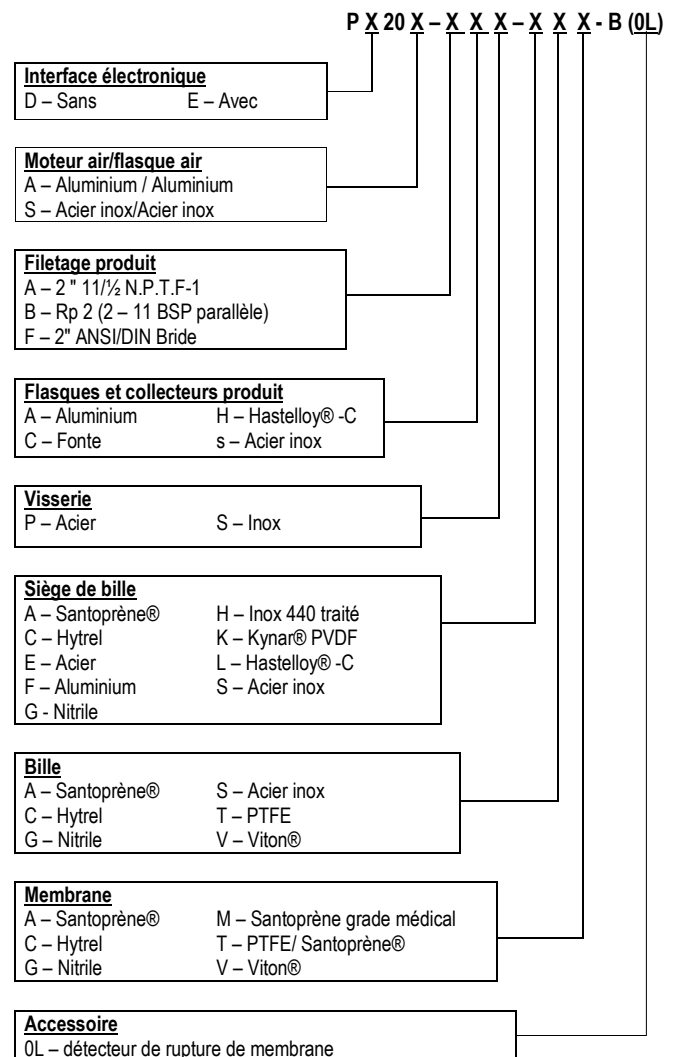 P X 20 X – X X X – X X X - B (0L)
Interface électronique
D – Sans E – Avec
Moteur air/flasque air
A – Aluminium / Aluminium
S – Acier inox/Acier inox
Filetage produit
A – 2 " 11/½ N.P.T.F-1
B – Rp 2 (2 – 11 BSP parallèle)
F – 2" ANSI/DIN Bride
Flasques et collecteurs produit
A – Aluminium H – Hastelloy® -C
C – Fonte s – Acier inox
Visserie
P – Acier S – Inox
Siège de bille
A – Santoprène® H – Inox 440 traité
C – Hytrel K – Kynar® PVDF
E – Acier L – Hastelloy® -C
F – Aluminium S – Acier inox
G - Nitrile
Bille
A – Santoprène® S – Acier inox
C – Hytrel T – PTFE
G – Nitrile V – Viton®
Membrane
A – Santoprène® M – Santoprène grade médical
C – Hytrel T – PTFE/ Santoprène®
G – Nitrile V – Viton®
Accessoire
0L – détecteur de rupture de membrane